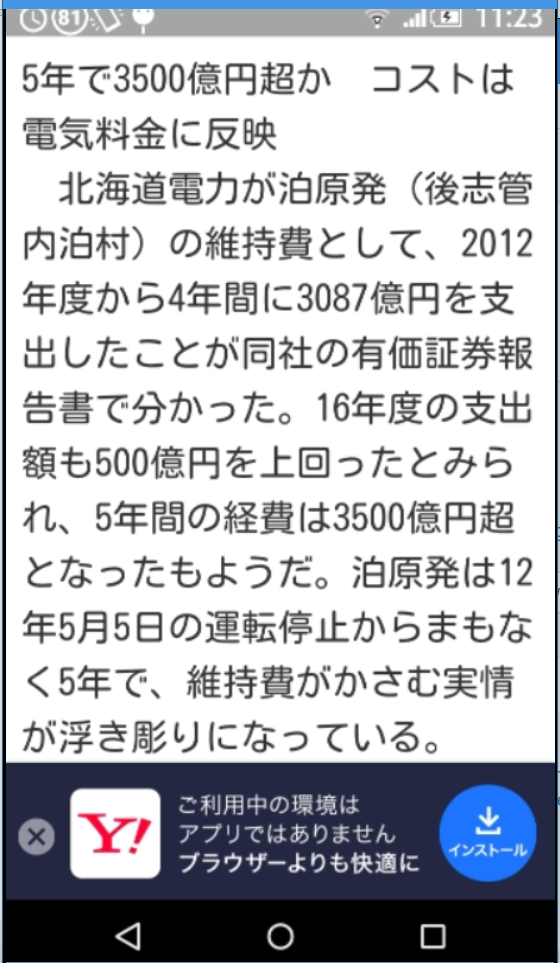 81 11:23
5年で3500億円超か　コストは
電気料金に反映
　北海道電力が泊原発（後志管
内泊村）の維持費として、2012
年度から4年間に3087億円を支
出したことが同社の有価証券報
告書で分かった。16年度の支出
額も500億円を上回ったとみら
れ、5年間の経費は3500億円超
となったもようだ。泊原発は12
年5月5日の運転停止からまもな
く5年で、維持費がかさむ実情
が浮き彫りになっている。
Y!
ご利用中の環境は
アプリではありません
ブラウザーよりも快適に
インストール